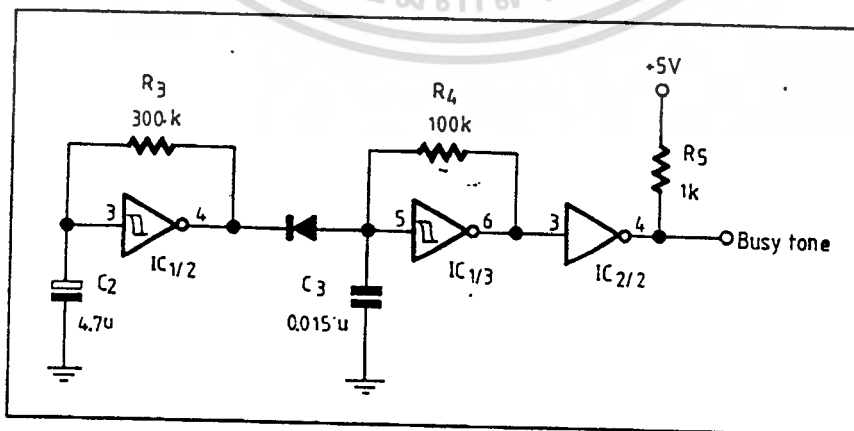 R3
300.k
3
4
IC1/2
C2
4.7u
R4
100k
5
6
IC1/3
C3
0.015u
3
4
IC2/2
+5V
R5
1k
Busy tone